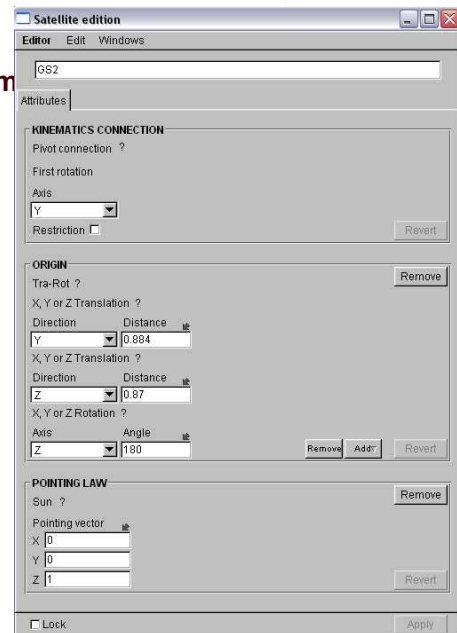 Satellite edition
Editor Edit Windows
GS2
m
Attributes
KINEMATICS CONNECTION
Pivot connection ?
First rotation
Axis
Y
Restriction
Revert
ORIGIN
Remove
Tra-Rot ?
X, Y or Z Translation ?
Direction Distance
Y 0.884
X, Y or Z Translation ?
Direction Distance
Z 0.87
X, Y or Z Rotation ?
Axis Angle
Z 180
Remove Add Revert
POINTING LAW
Remove
Sun ?
Pointing vector
X 0
Y 0
Z 1
Revert
Lock Apply